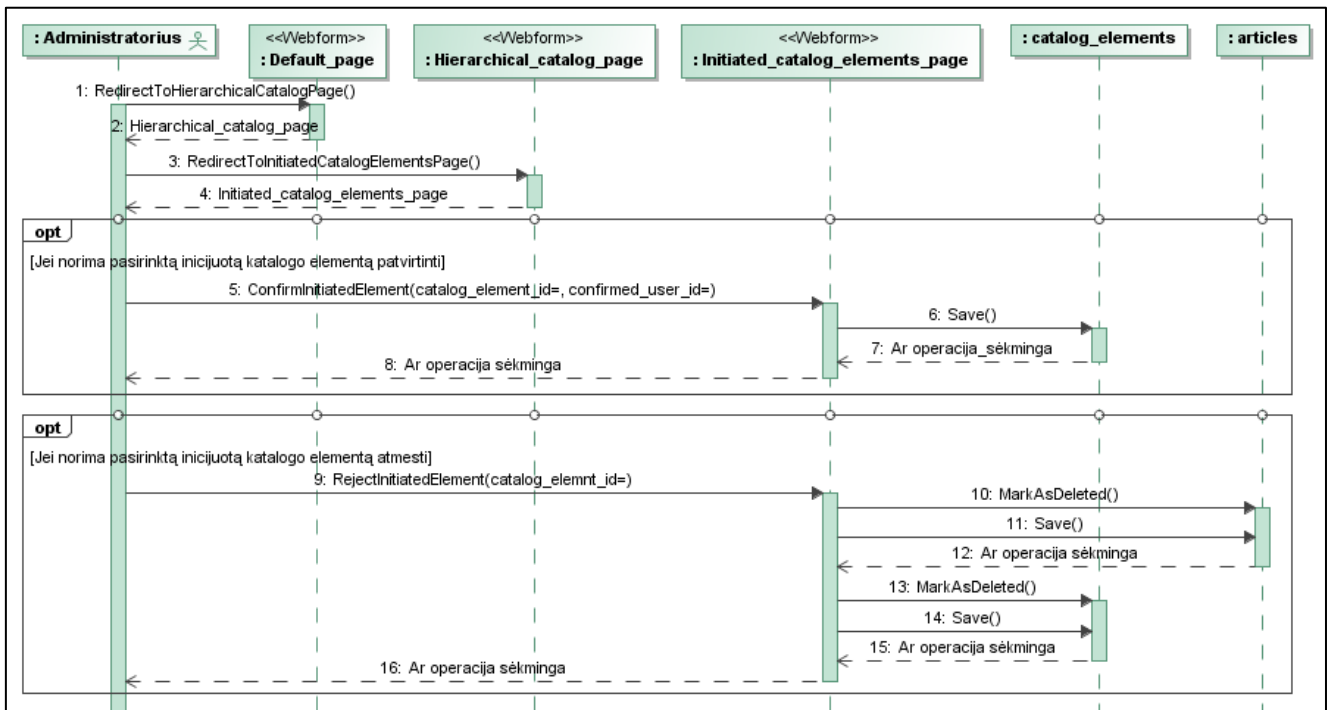 : Administratorius
<<Webform>>
: Default_page
<<Webform>>
: Hierarchical_catalog_page
<<Webform>>
: Initiated_catalog_elements_page
: catalog_elements
: articles
1: RedirectToHierarchicalCatalogPage()
2: Hierarchical_catalog_page
3: RedirectToInitiatedCatalogElementsPage()
4: Initiated_catalog_elements_page
opt
[Jei norima pasirinktą inicijuotą katalogo elementą patvirtinti]
5: ConfirmInitiatedElement(catalog_element_id=, confirmed_user_id=)
6: Save()
7: Ar operacija_sėkminga
8: Ar operacija sėkminga
opt
[Jei norima pasirinktą inicijuotą katalogo elementą atmesti]
9: RejectInitiatedElement(catalog_elemnt_id=)
10: MarkAsDeleted()
11: Save()
12: Ar operacija sėkminga
13: MarkAsDeleted()
14: Save()
15: Ar operacija sėkminga
16: Ar operacija sėkminga